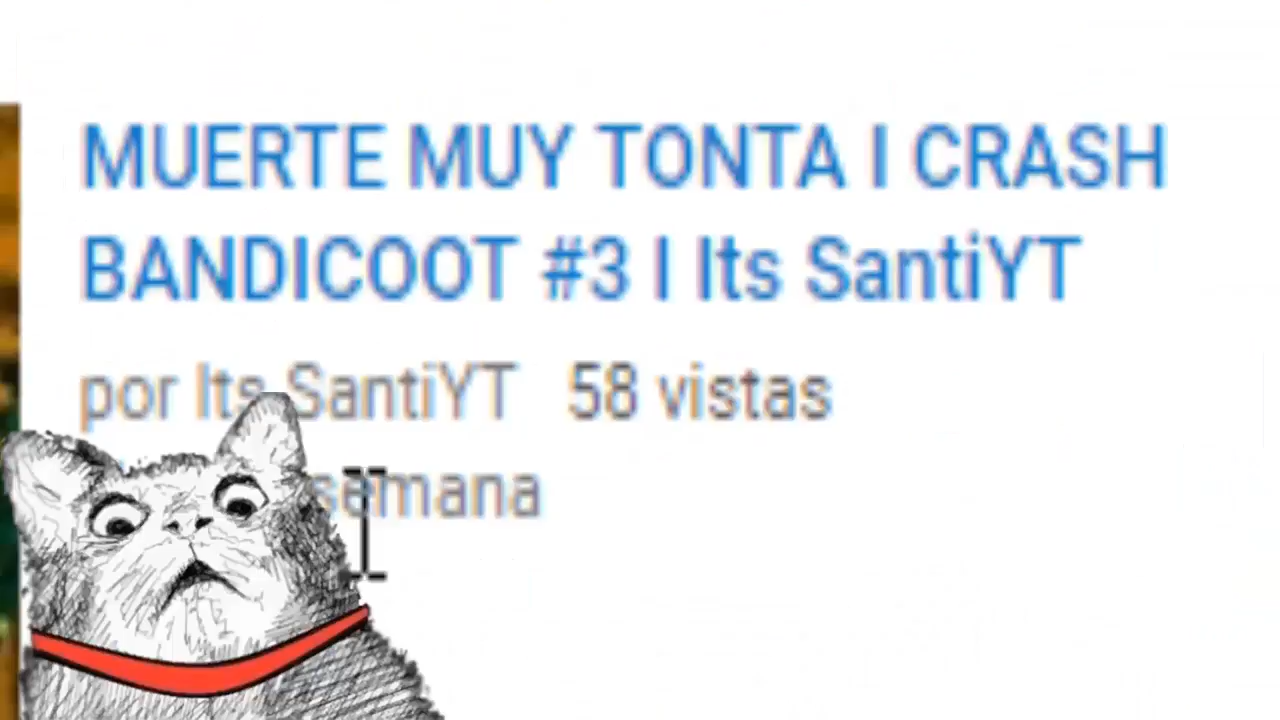 MUERTE MUY TONTA I CRASH
BANDICOOT #3 I Its SantiYT
por Its SantiYT 58 vistas
semana